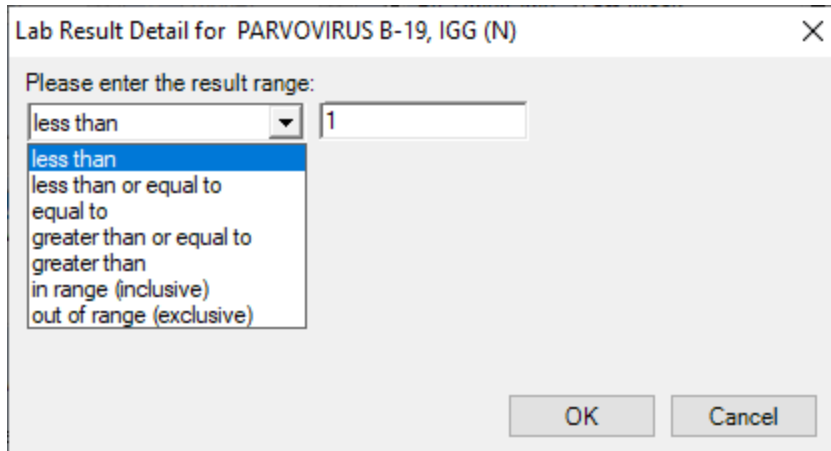 Lab Result Detail for PARVOVIRUS B-19, IGG (N)
Please enter the result range:
less than 1
less than
less than or equal to
equal to
greater than or equal to
greater than
in range (inclusive)
out of range (exclusive)
OK Cancel